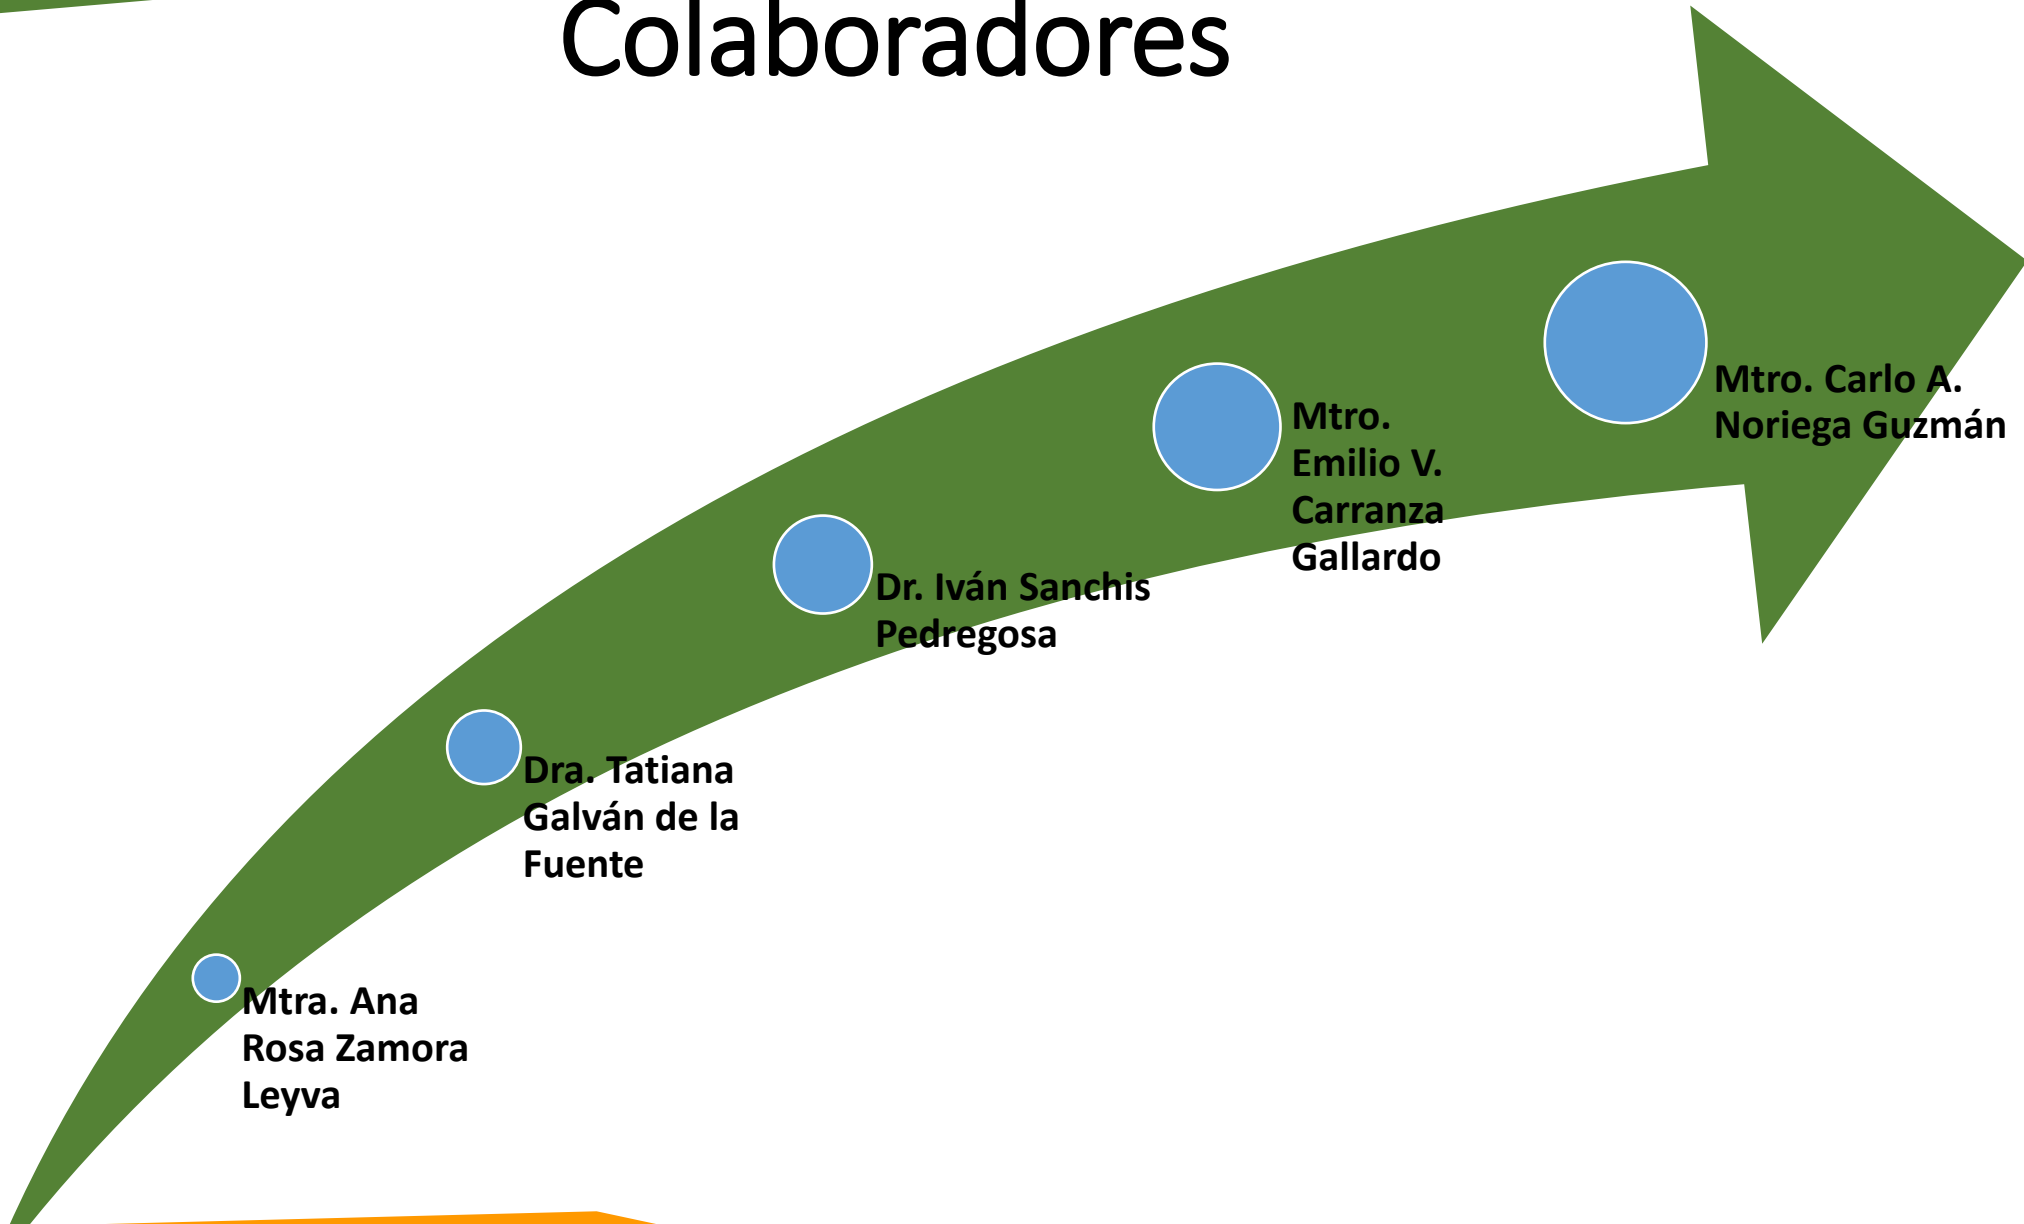 Colaboradores
Mtro. Carlo A.
Noriega Guzmán
Mtro.
Emilio V.
Carranza
Gallardo
Dr. Iván Sanchis
Pedregosa
Dra. Tatiana
Galván de la
Fuente
Mtra. Ana
Rosa Zamora
Leyva